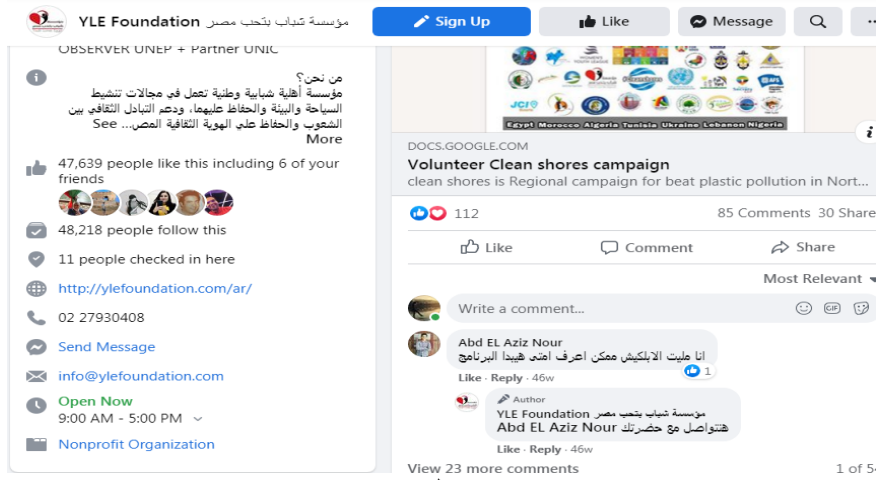 YLE Foundation مؤسسة شباب بتحب مصر
Sign Up
Like
Message
OBSERVER UNEP + Partner UNIC
من نحن؟
مؤسسة أهلية شبابية وطنية تعمل في مجالات تنشيط
السياحة والبيئة والحفاظ عليهما، ودعم التبادل الثقافي بين
الشعوب والحفاظ علي الهوية الثقافية المص... See
More
47,639 people like this including 6 of your
friends
48,218 people follow this
11 people checked in here
http://ylefoundation.com/ar/
02 27930408
Send Message
info@ylefoundation.com
Open Now
9:00 AM - 5:00 PM
Nonprofit Organization
JCI
Egypt Morocco Algeria Tunisia Ukraine Lebanon Nigeria
DOCS.GOOGLE.COM
Volunteer Clean shores campaign
clean shores is Regional campaign for beat plastic pollution in Nort...
112
85 Comments 30 Share
Like
Comment
Share
Most Relevant
Write a comment...
GIF
Abd EL Aziz Nour
انا مليت الابلكيش ممكن اعرف امتى هيبدا البرنامج
1
Like · Reply · 46w
Author
YLE Foundation مؤسسة شباب بتحب مصر
Abd EL Aziz Nour هنتواصل مع حضرتك
Like · Reply · 46w
View 23 more comments
1 of 5